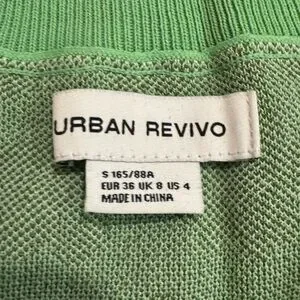 URBAN REVIVO
S 165/88A
EUR 36 UK 8 US 4
MADE IN CHINA